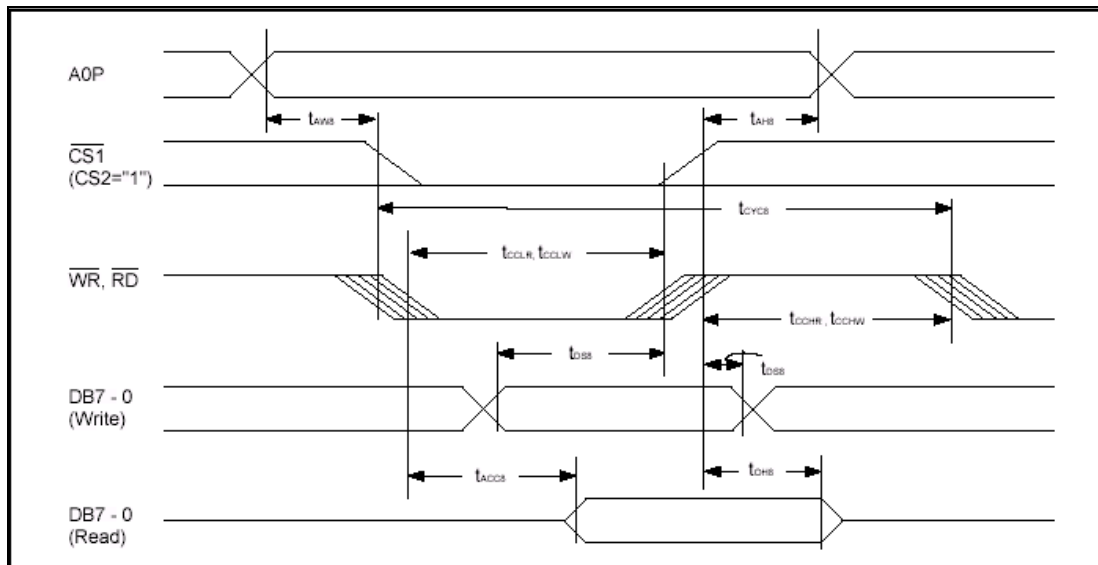 A0P
tAW8
tAH8
CS1
(CS2="1")
tCYC8
tCCLR, tCCLW
WR, RD
tCCHR , tCCHW
tDS8
tDS8
DB7 - 0
(Write)
tACC8
tOH8
DB7 - 0
(Read)